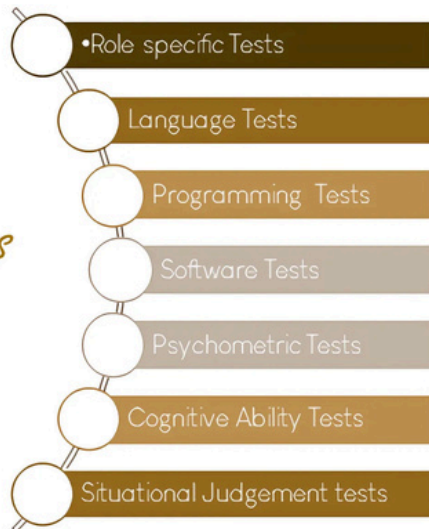 •Role specific Tests
Language Tests
Programming Tests
Software Tests
Psychometric Tests
Cognitive Ability Tests
Situational Judgement tests